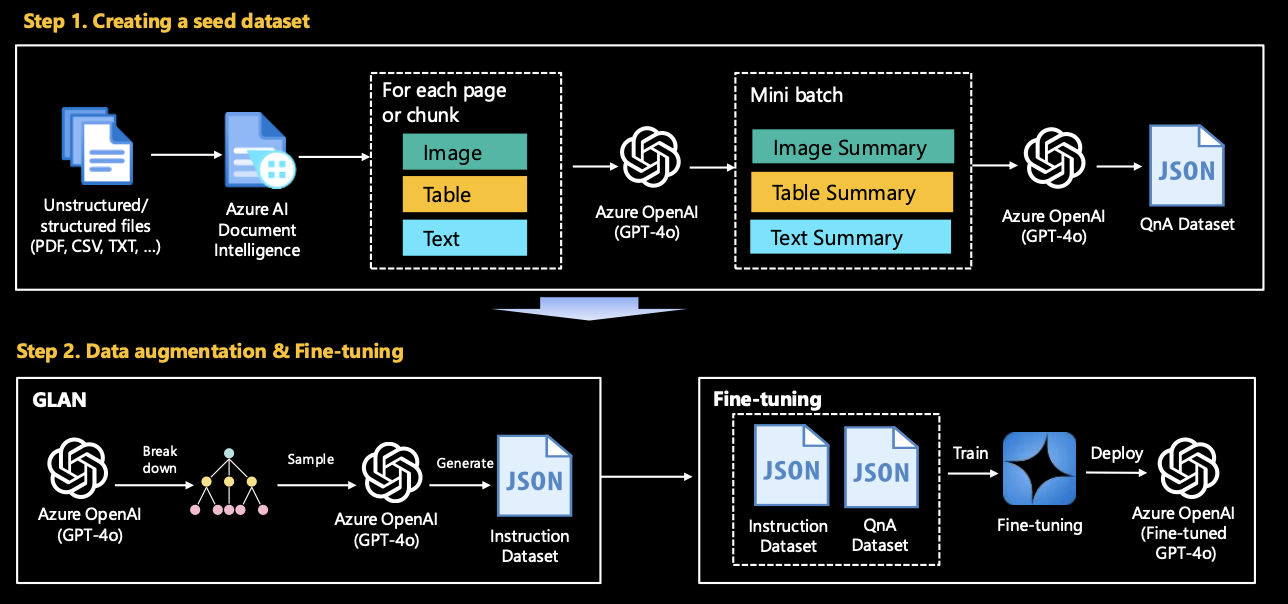 Step 1. Creating a seed dataset
Unstructured/
structured files
(PDF, CSV, TXT, ...)
Azure AI
Document
Intelligence
For each page
or chunk
Image
Table
Text
Azure OpenAI
(GPT-4o)
Mini batch
Image Summary
Table Summary
Text Summary
Azure OpenAI
(GPT-4o)
JSON
QnA Dataset
Step 2. Data augmentation & Fine-tuning
GLAN
Azure OpenAI
(GPT-4o)
Break
down
Sample
Azure OpenAI
(GPT-4o)
Generate
JSON
Instruction
Dataset
Fine-tuning
JSON
Instruction
Dataset
JSON
QnA
Dataset
Train
Fine-tuning
Deploy
Azure OpenAI
(Fine-tuned
GPT-4o)